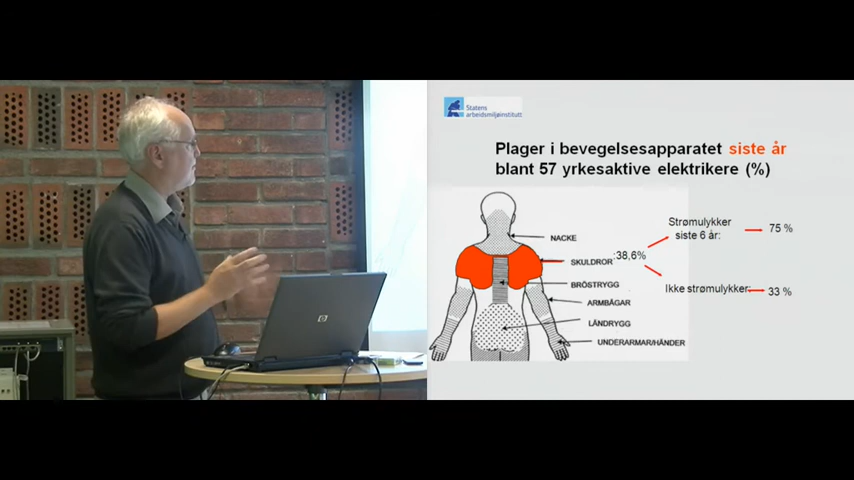 Statens
arbeidsmiljøinstitutt
Plager i bevegelsesapparatet siste år
blant 57 yrkesaktive elektrikere (%)
NACKE
SKULDROR
:38,6%
BRÖSTRYGG
ARMBÅGAR
LÄNDRYGG
UNDERARMAR/HÄNDER
Strømulykker
siste 6 år:
75 %
Ikke strømulykker:
33 %
hp